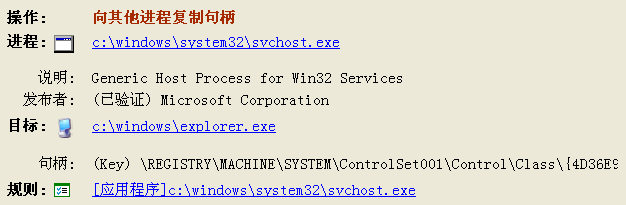 操作： 向其他进程复制句柄
进程： c:\windows\system32\svchost.exe
说明: Generic Host Process for Win32 Services
发布者: (已验证) Microsoft Corporation
目标： c:\windows\explorer.exe
句柄: (Key) \REGISTRY\MACHINE\SYSTEM\ControlSet001\Control\Class\{4D36E9
规则： [应用程序]c:\windows\system32\svchost.exe